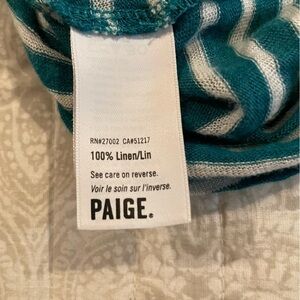 RN#27002 CA#51217
100% Linen/Lin
See care on reverse.
Voir le soin sur l'inverse.
PAIGE.